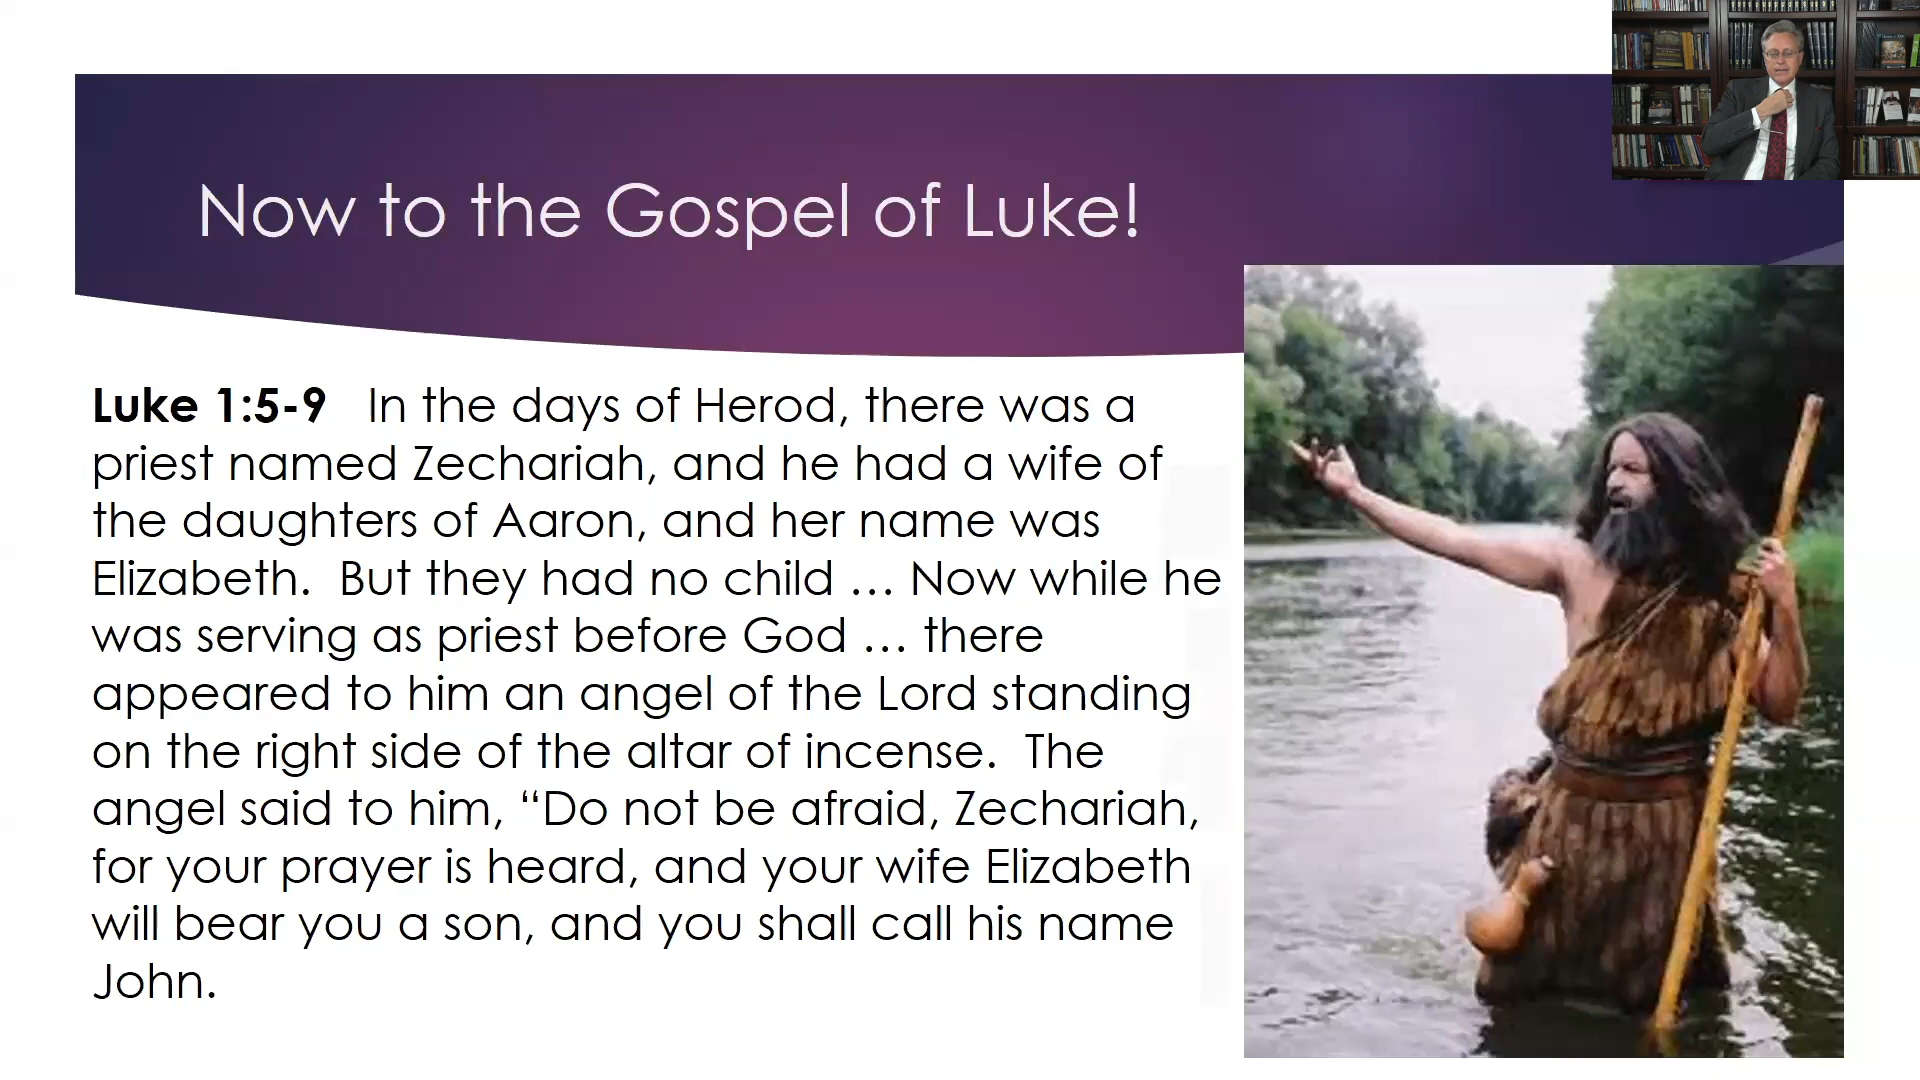 Now to the Gospel of Luke!
Luke 1:5-9 In the days of Herod, there was a
priest named Zechariah, and he had a wife of
the daughters of Aaron, and her name was
Elizabeth. But they had no child … Now while he
was serving as priest before God … there
appeared to him an angel of the Lord standing
on the right side of the altar of incense. The
angel said to him, “Do not be afraid, Zechariah,
for your prayer is heard, and your wife Elizabeth
will bear you a son, and you shall call his name
John.